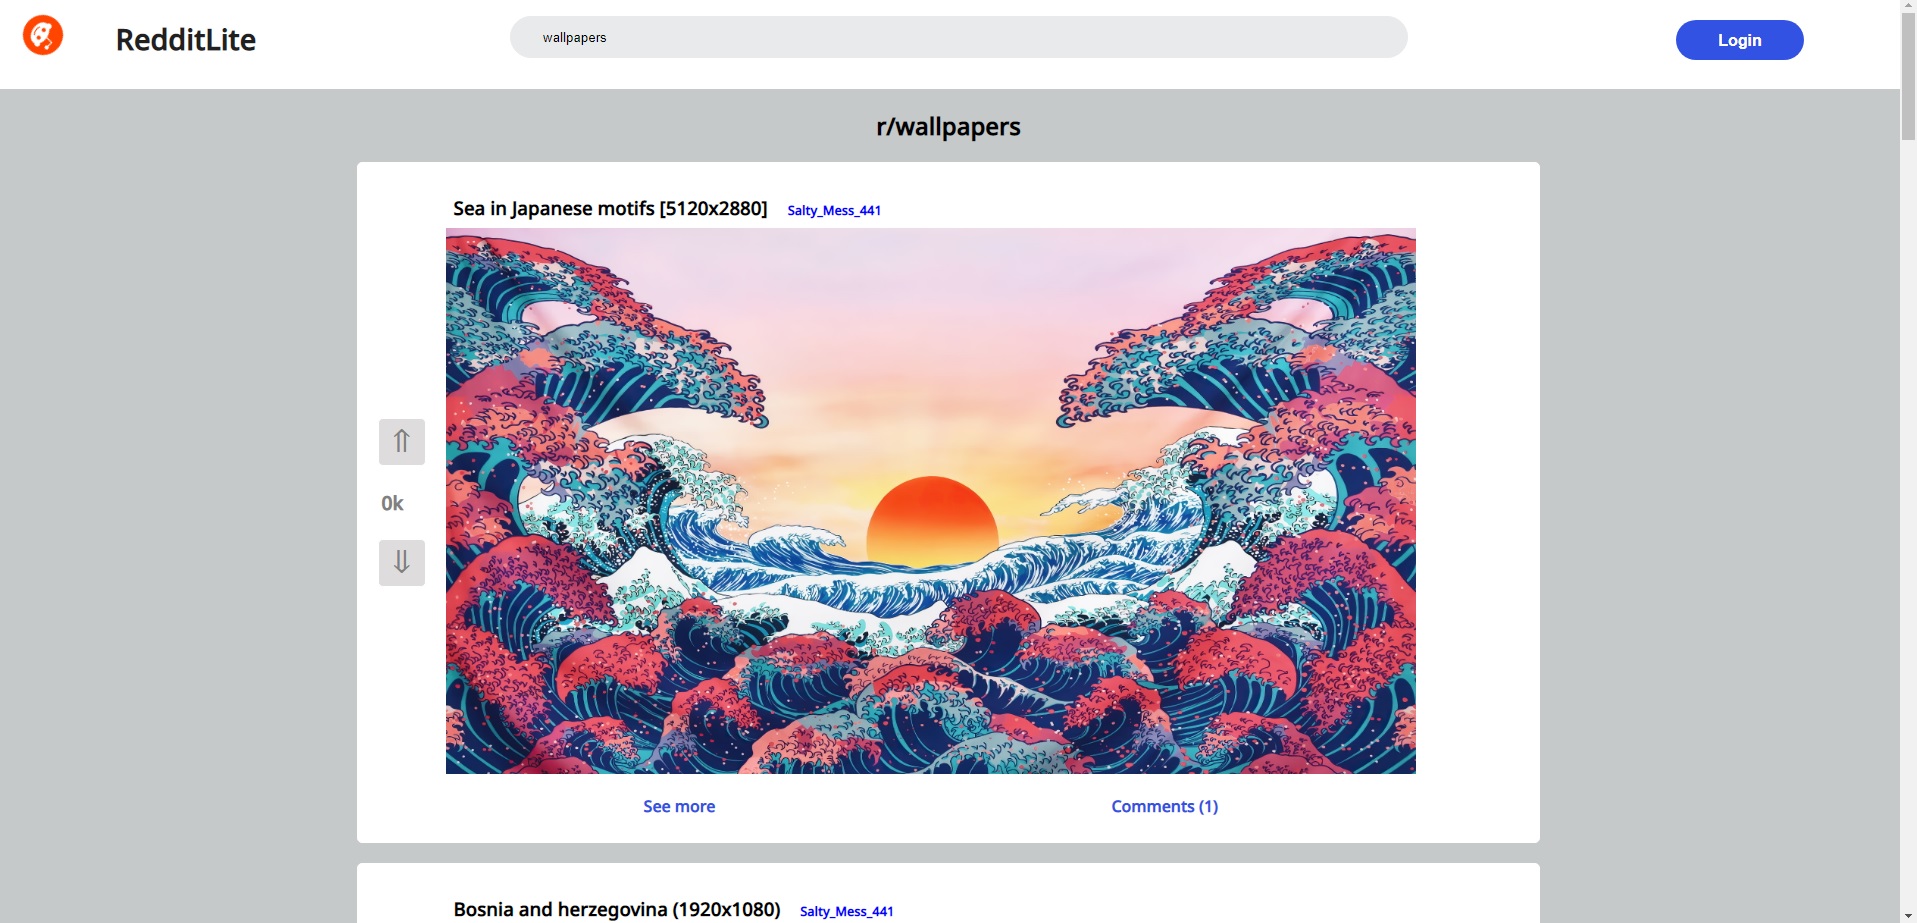 RedditLite
wallpapers
Login
r/wallpapers
Sea in Japanese motifs [5120x2880] Salty_Mess_441
⇑
0k
⇓
See more Comments (1)
Bosnia and herzegovina (1920x1080) Salty_Mess_441